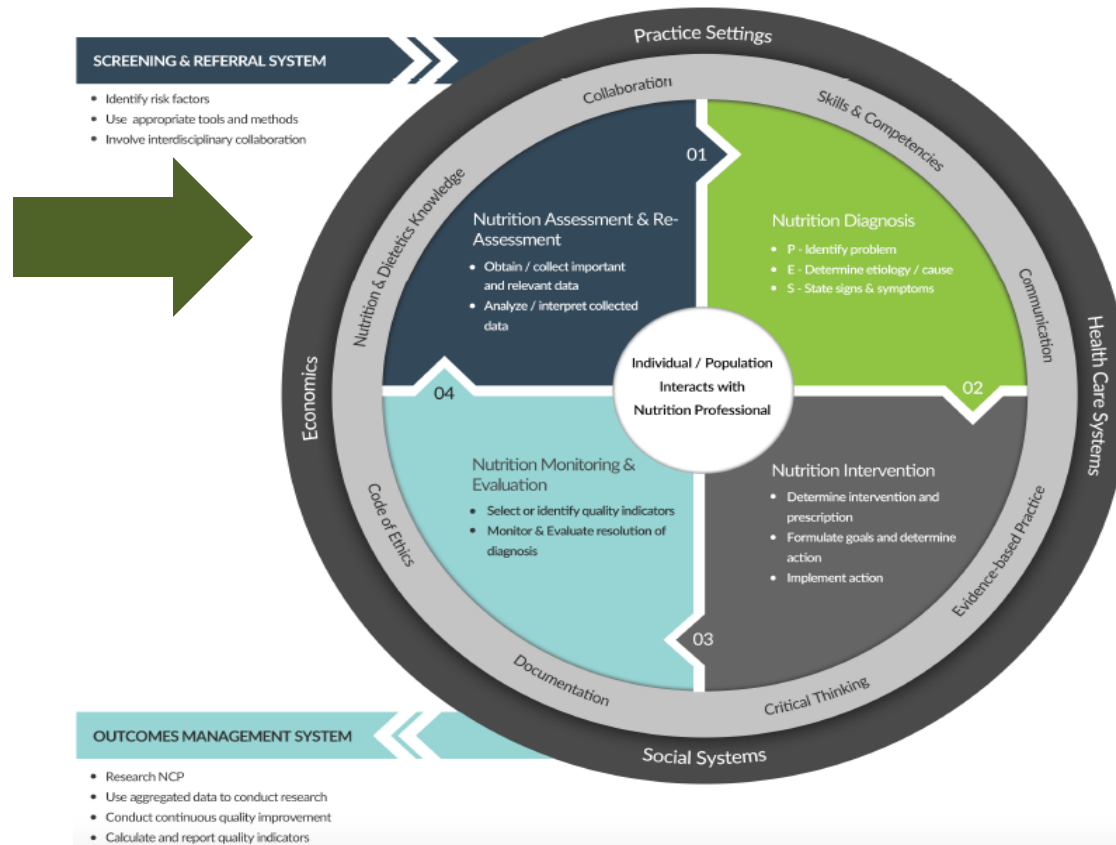 SCREENING & REFERRAL SYSTEM
• Identify risk factors
• Use appropriate tools and methods
• Involve interdisciplinary collaboration
Practice Settings
Collaboration
Skills & Competencies
Nutrition & Dietetics Knowledge
Communication
Health Care Systems
Economics
01
Nutrition Assessment & Re-
Assessment
• Obtain / collect important
and relevant data
• Analyze / interpret collected
data
Nutrition Diagnosis
• P - Identify problem
• E - Determine etiology / cause
• S - State signs & symptoms
Individual / Population
Interacts with
Nutrition Professional
04
02
Nutrition Monitoring &
Evaluation
• Select or identify quality indicators
• Monitor & Evaluate resolution of
diagnosis
Nutrition Intervention
• Determine intervention and
prescription
• Formulate goals and determine
action
• Implement action
03
Code of Ethics
Evidence-based Practice
Documentation
Critical Thinking
Social Systems
OUTCOMES MANAGEMENT SYSTEM
• Research NCP
• Use aggregated data to conduct research
• Conduct continuous quality improvement
• Calculate and report quality indicators